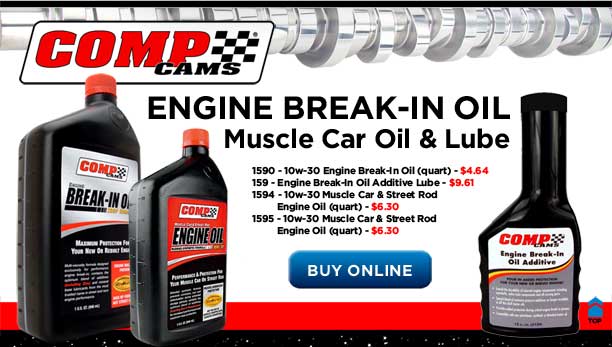 COMP
CAMS
ENGINE BREAK-IN OIL
Muscle Car Oil & Lube
1590 - 10w-30 Engine Break-In Oil (quart) - $4.64
159 - Engine Break-In Oil Additive Lube - $9.61
1594 - 10w-30 Muscle Car & Street Rod
Engine Oil (quart) - $6.30
1595 - 10w-30 Muscle Car & Street Rod
Engine Oil (quart) - $6.30
BUY ONLINE
COMP
CAMS
ENGINE
BREAK-IN O
MAXIMUM PROTECTION FO
YOUR NEW OR REBUILT ENGI
COMP
CAMS
ENGINE OIL
PERFORMANCE & PROTECTION FOR
YOUR MUSCLE CAR OR STREET ROD
COMP
CAMS
Engine Break-In
Oil Additive
TOP